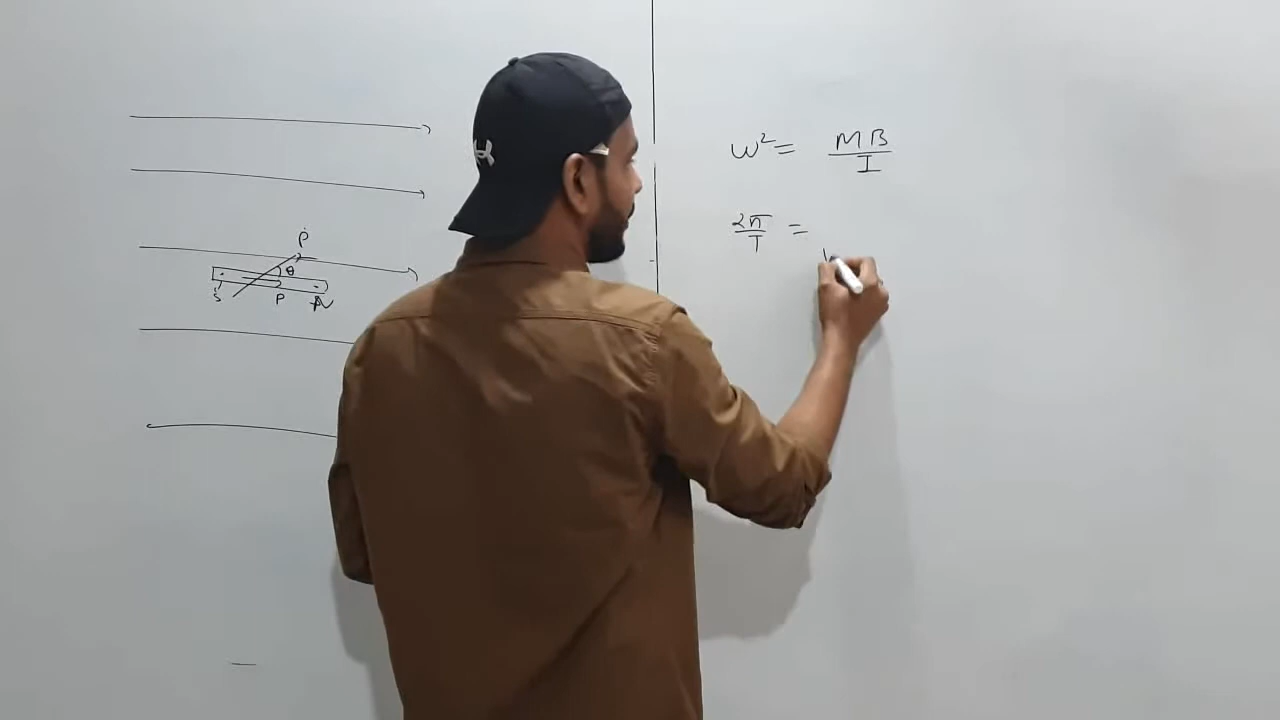 P
θ
S P N
ω² = MB/I
2π/T =